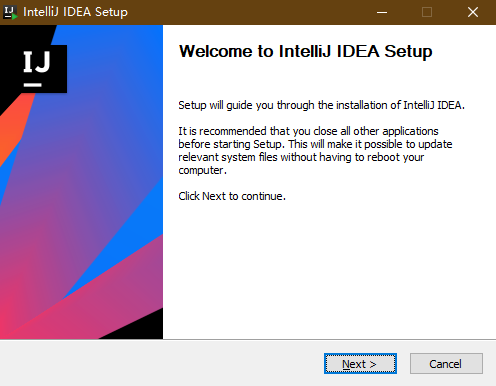 IntelliJ IDEA Setup
IJ
Welcome to IntelliJ IDEA Setup
Setup will guide you through the installation of IntelliJ IDEA.
It is recommended that you close all other applications
before starting Setup. This will make it possible to update
relevant system files without having to reboot your
computer.
Click Next to continue.
Next >
Cancel